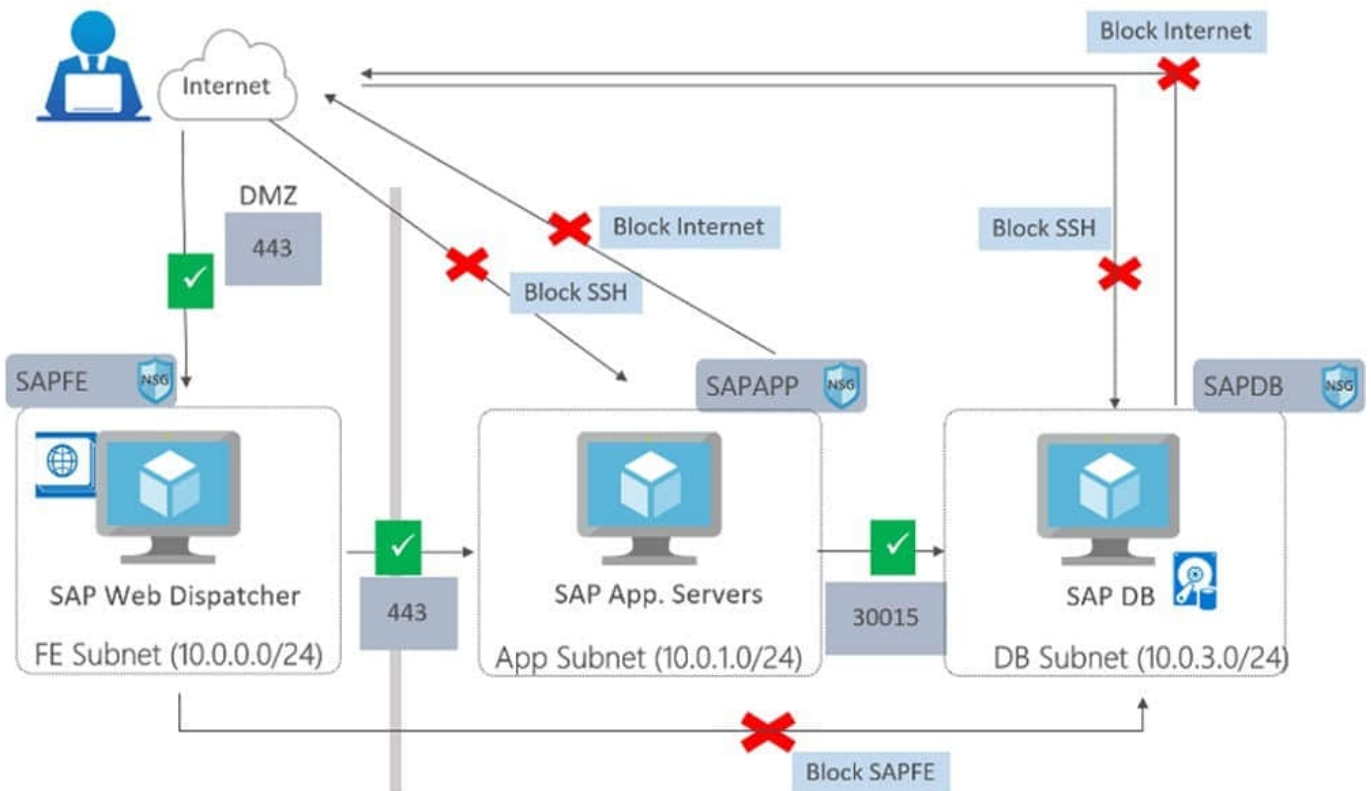 Block Internet
Internet
DMZ
443
Block Internet
Block SSH
Block SSH
SAPFE
NSG
SAPAPP
NSG
SAPDB
NSG
SAP Web Dispatcher
FE Subnet (10.0.0.0/24)
443
SAP App. Servers
App Subnet (10.0.1.0/24)
30015
SAP DB
DB Subnet (10.0.3.0/24)
Block SAPFE